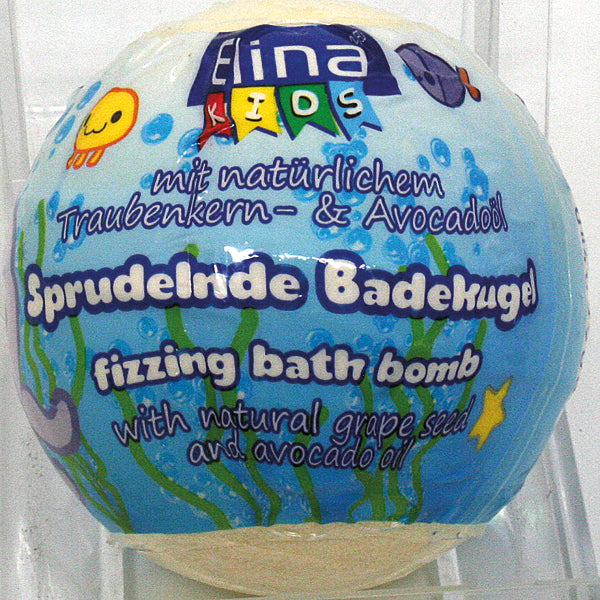 Elina
KIDS
mit natürlichem
Traubenkern- & Avocadoöl
Sprudelnde Badekugel
fizzing bath bomb
with natural grape seed
and avocado oil